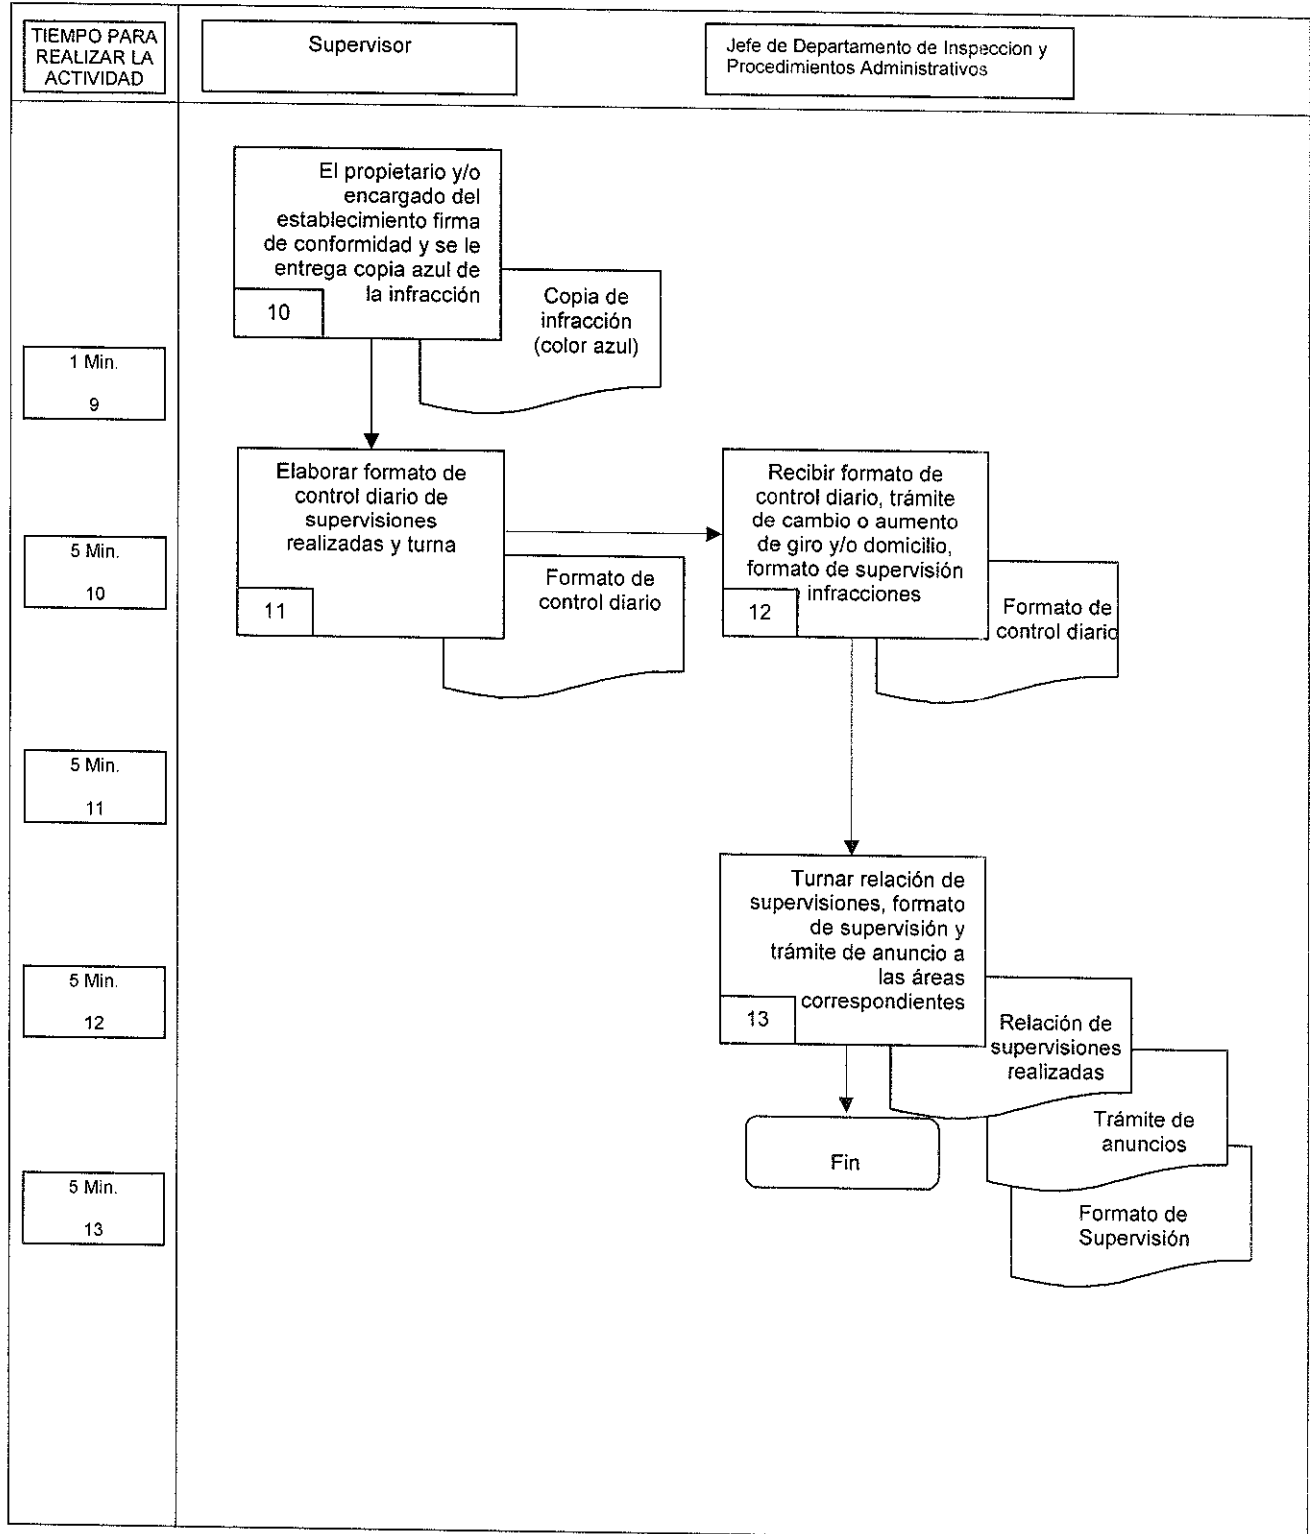 TIEMPO PARA
REALIZAR LA
ACTIVIDAD
Supervisor
Jefe de Departamento de Inspeccion y
Procedimientos Administrativos
El propietario y/o
encargado del
establecimiento firma
de conformidad y se le
entrega copia azul de
la infracción
10
Copia de
infracción
(color azul)
1 Min.
9
Elaborar formato de
control diario de
supervisiones
realizadas y turna
11
Formato de
control diario
Recibir formato de
control diario, trámite
de cambio o aumento
de giro y/o domicilio,
formato de supervisión
infracciones
12
Formato de
control diario
5 Min.
10
5 Min.
11
Turnar relación de
supervisiones, formato
de supervisión y
trámite de anuncio a
las áreas
correspondientes
13
Relación de
supervisiones
realizadas
Trámite de
anuncios
Formato de
Supervisión
5 Min.
12
Fin
5 Min.
13